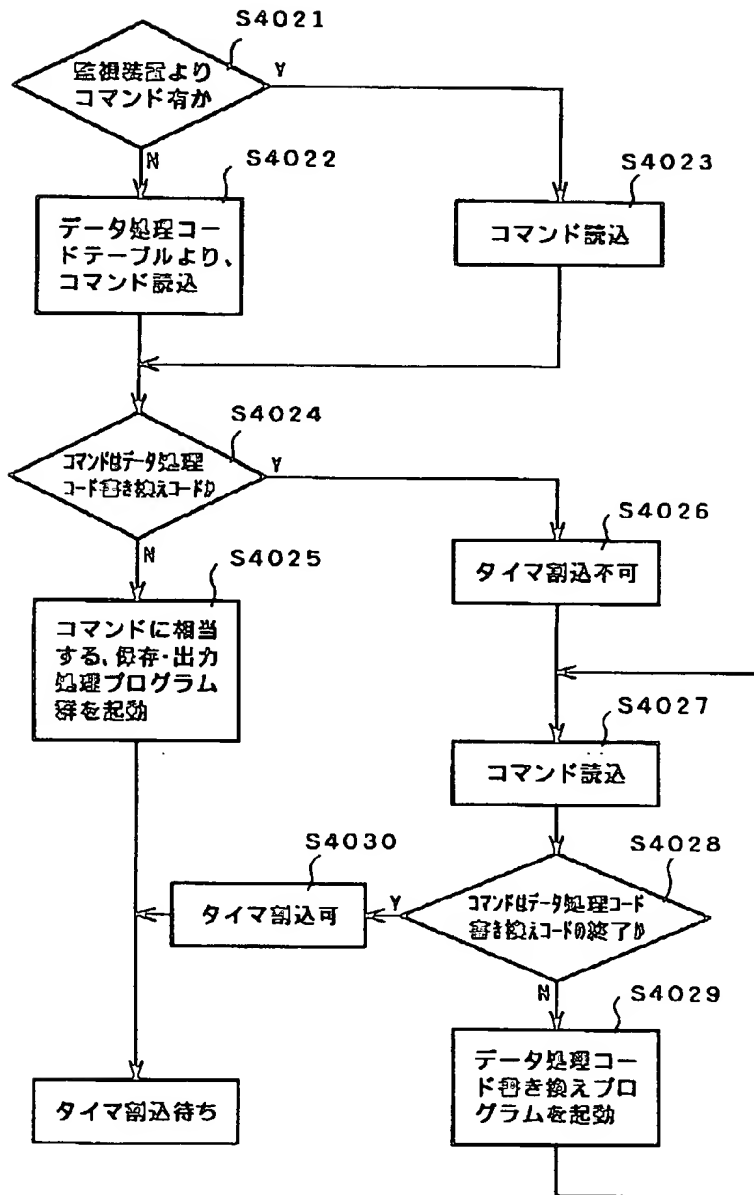 S4021
監視装置より
コマンド有か
Y
N
S4022
データ処理コー
ドテーブルより、
コマンド読込
S4023
コマンド読込
S4024
コマンドはデータ処理
コード書き換えコードか
Y
N
S4025
コマンドに相当
する、保存・出力
処理プログラム
群を起動
S4026
タイマ割込不可
S4027
コマンド読込
S4028
コマンドはデータ処理コード
書き換えコードの終了か
Y
N
S4030
タイマ割込可
S4029
データ処理コー
ド書き換えプロ
グラムを起動
タイマ割込待ち